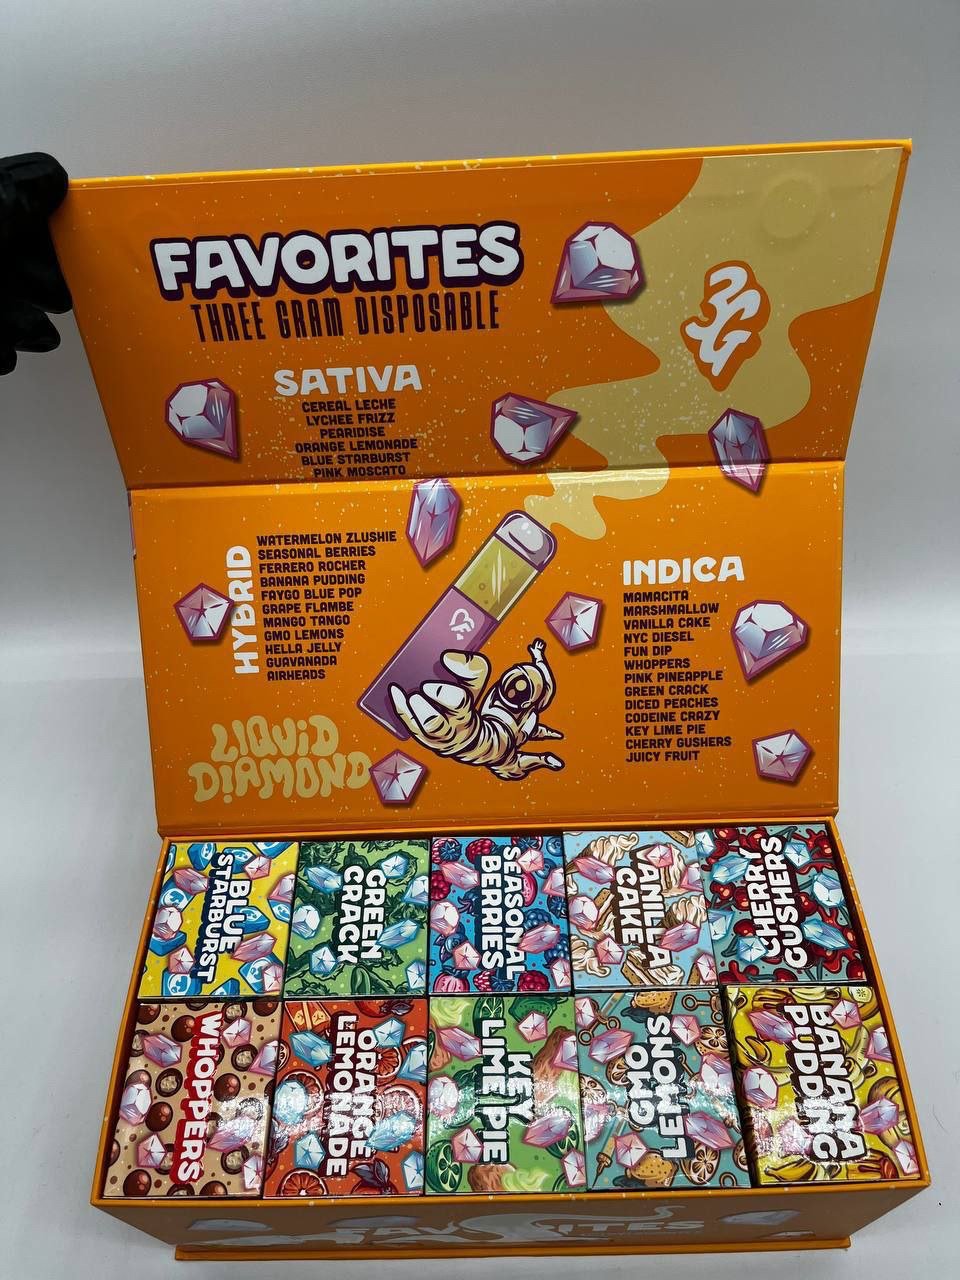 FAVORITES
THREE GRAM DISPOSABLE
3G
SATIVA
CEREAL LECHE
LYCHEE FRIZZ
PEARIDISE
ORANGE LEMONADE
BLUE STARBURST
PINK MOSCATO
HYBRID
WATERMELON ZLUSHIE
SEASONAL BERRIES
FERRERO ROCHER
BANANA PUDDING
FAYGO BLUE POP
GRAPE FLAMBE
MANGO TANGO
GMO LEMONS
HELLA JELLY
GUAVANADA
AIRHEADS
INDICA
MAMACITA
MARSHMALLOW
VANILLA CAKE
NYC DIESEL
FUN DIP
WHOPPERS
PINK PINEAPPLE
GREEN CRACK
DICED PEACHES
CODEINE CRAZY
KEY LIME PIE
CHERRY GUSHERS
JUICY FRUIT
LIQUID
DIAMOND
BLUE
STARBURST
GREEN
CRACK
SEASONAL
BERRIES
VANILLA
CAKE
CHERRY
GUSHERS
WHOPPERS
ORANGE
LEMONADE
KEY
LIME PIE
GMO
LEMONS
BANANA
PUDDING
FAVORITES